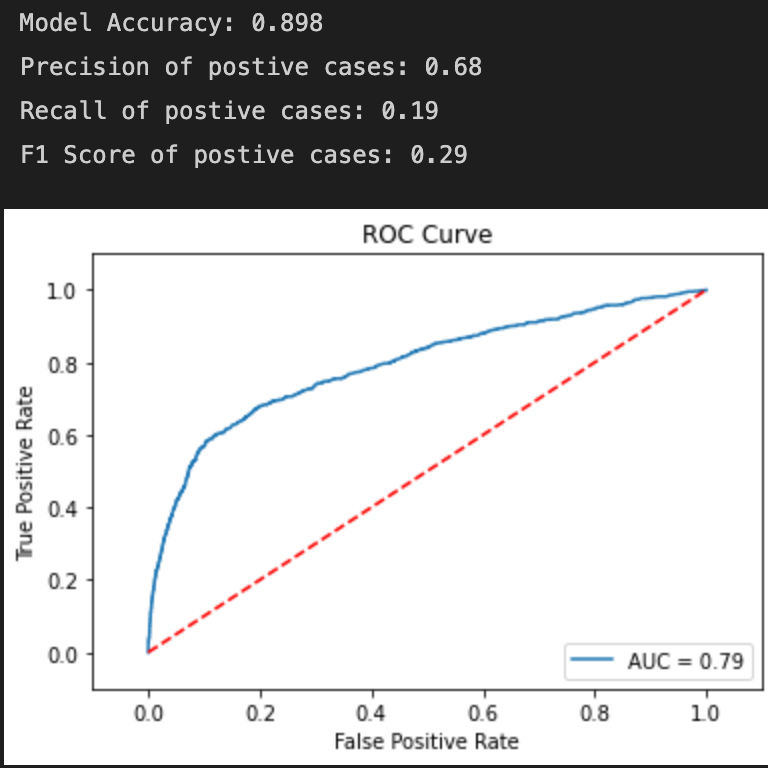 Model Accuracy: 0.898
Precision of postive cases: 0.68
Recall of postive cases: 0.19
F1 Score of postive cases: 0.29
ROC Curve
1.0
0.8
0.6
0.4
0.2
0.0
True Positive Rate
AUC = 0.79
0.0 0.2 0.4 0.6 0.8 1.0
False Positive Rate